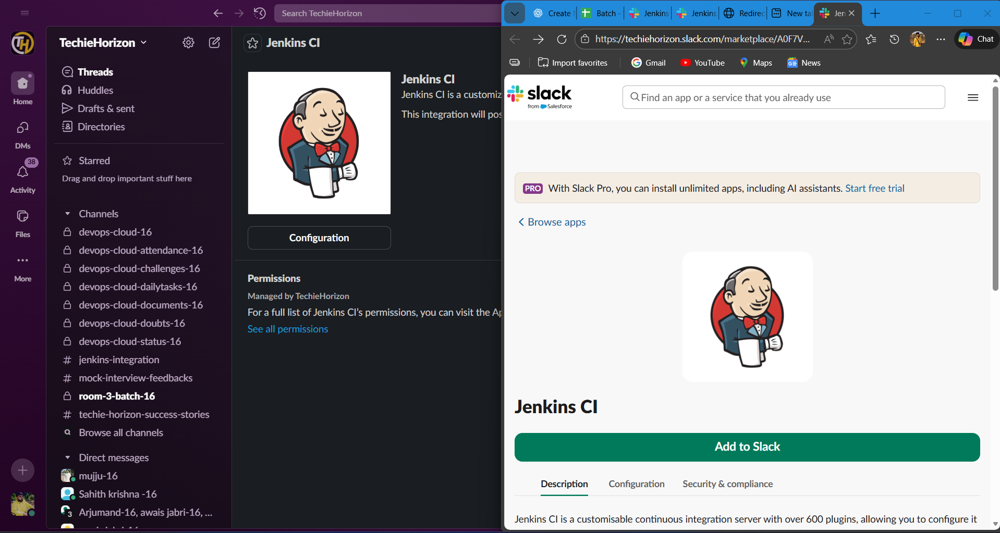 Search TechieHorizon
TechieHorizon
Home
DMs
38
Activity
Files
More
Threads
Huddles
Drafts & sent
Directories
Starred
Drag and drop important stuff here
Channels
devops-cloud-16
devops-cloud-attendance-16
devops-cloud-challenges-16
devops-cloud-dailytasks-16
devops-cloud-documents-16
devops-cloud-doubts-16
devops-cloud-status-16
jenkins-integration
mock-interview-feedbacks
room-3-batch-16
techie-horizon-success-stories
Browse all channels
Direct messages
mujju-16
Sahith krishna -16
3 Arjumand-16, awais jabri-16, ...
Jenkins CI
Jenkins CI
Jenkins CI is a customiz
This integration will pos
Configuration
Permissions
Managed by TechieHorizon
For a full list of Jenkins CI’s permissions, you can visit the Ap
See all permissions
Create
Batch -
Jenkins
Jenkins
Redirec
New ta
Jen
https://techiehorizon.slack.com/marketplace/A0F7V...
Chat
Import favorites
Gmail
YouTube
Maps
News
slack
from Salesforce
Find an app or a service that you already use
PRO With Slack Pro, you can install unlimited apps, including AI assistants. Start free trial
Browse apps
Jenkins CI
Add to Slack
Description
Configuration
Security & compliance
Jenkins CI is a customisable continuous integration server with over 600 plugins, allowing you to configure it